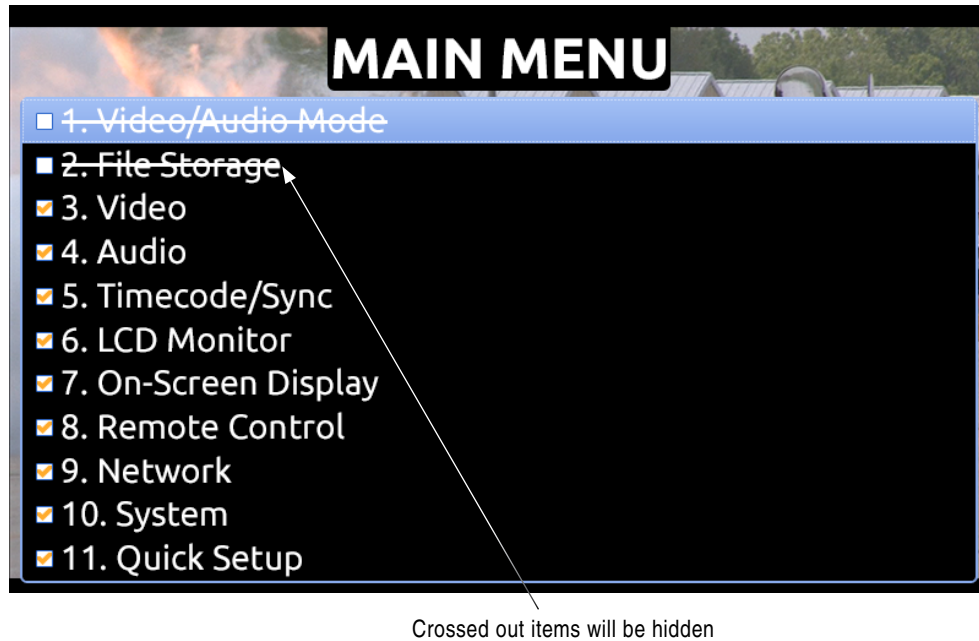 MAIN MENU
1. Video/Audio Mode
2. File Storage
3. Video
4. Audio
5. Timecode/Sync
6. LCD Monitor
7. On-Screen Display
8. Remote Control
9. Network
10. System
11. Quick Setup
Crossed out items will be hidden